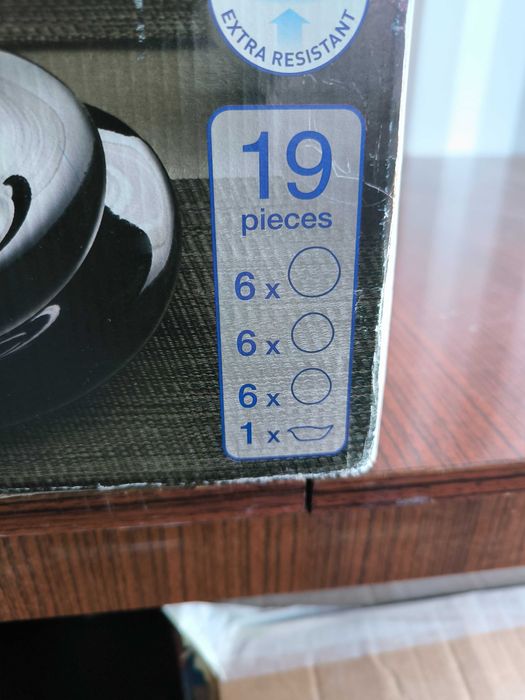 EXTRA RESISTANT
19
pieces
6 x
6 x
6 x
1 x